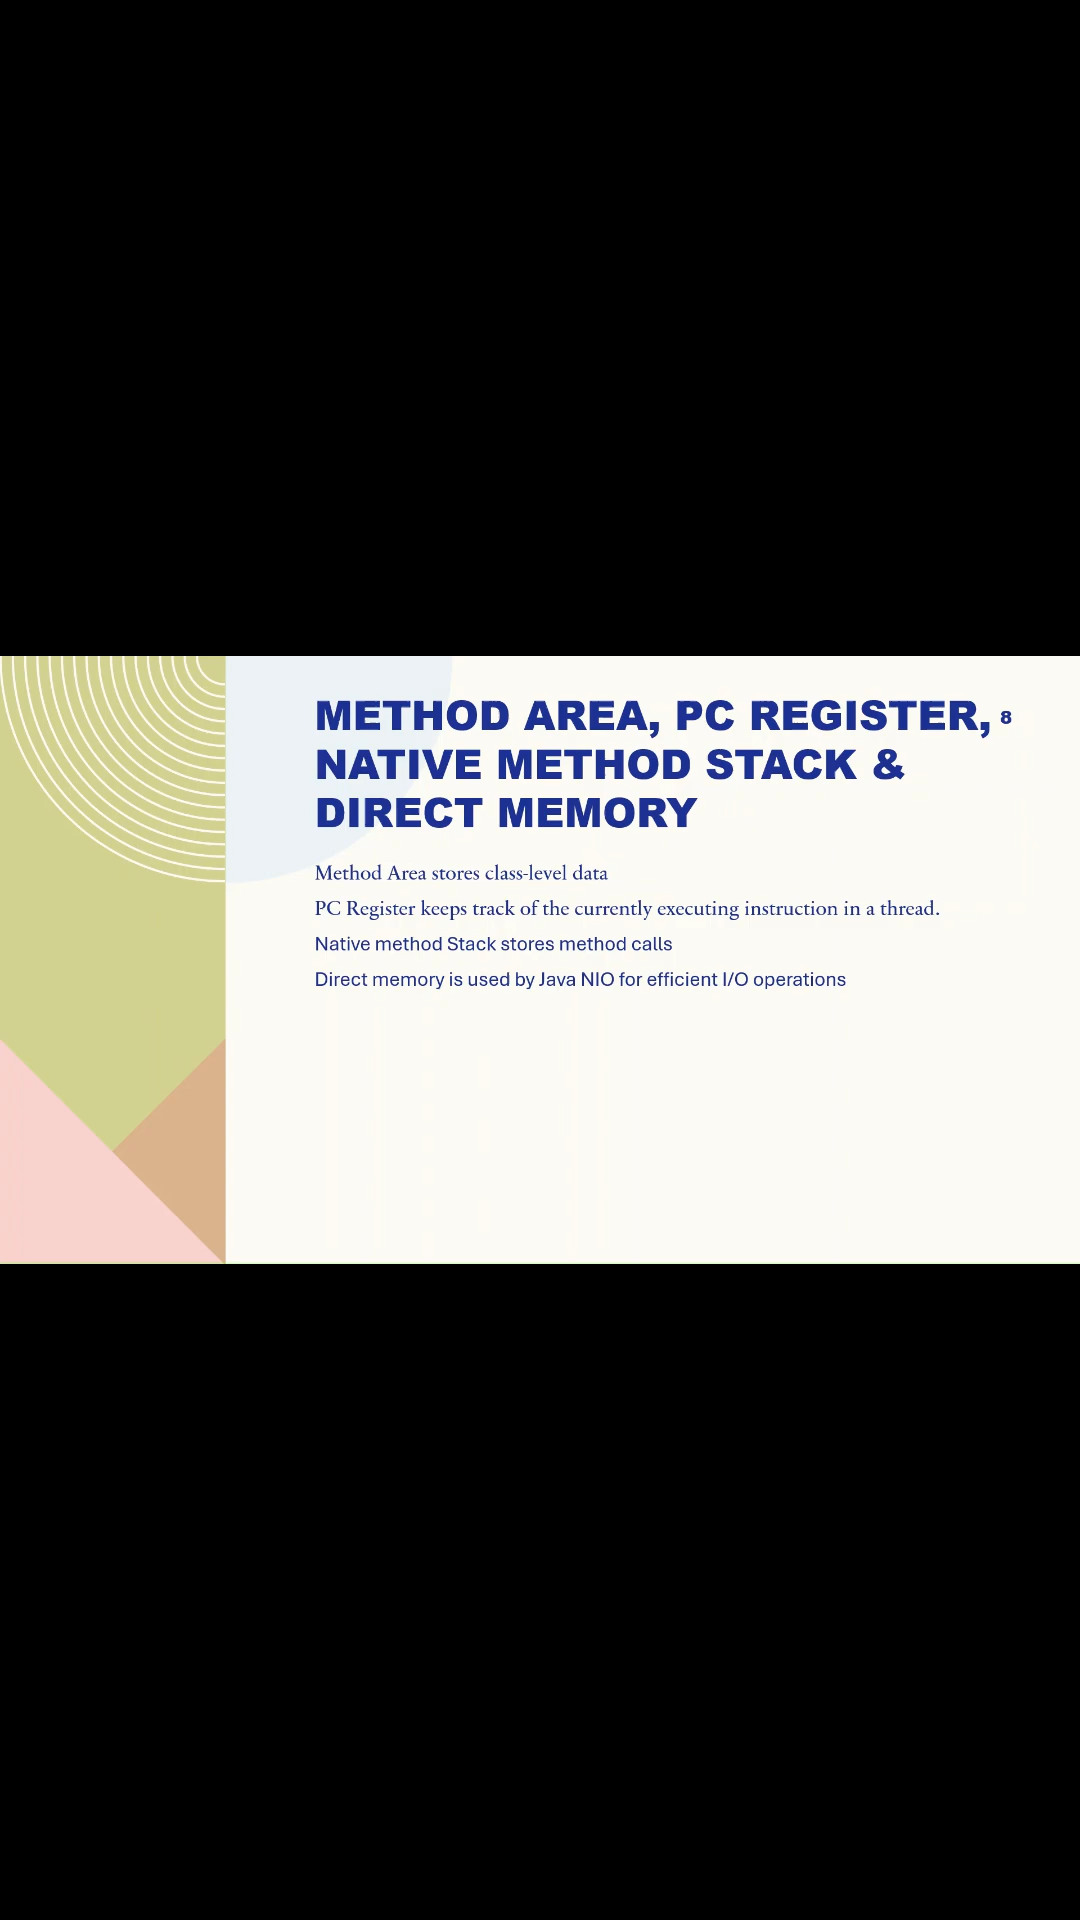 METHOD AREA, PC REGISTER, 8
NATIVE METHOD STACK &
DIRECT MEMORY
Method Area stores class-level data
PC Register keeps track of the currently executing instruction in a thread.
Native method Stack stores method calls
Direct memory is used by Java NIO for efficient I/O operations